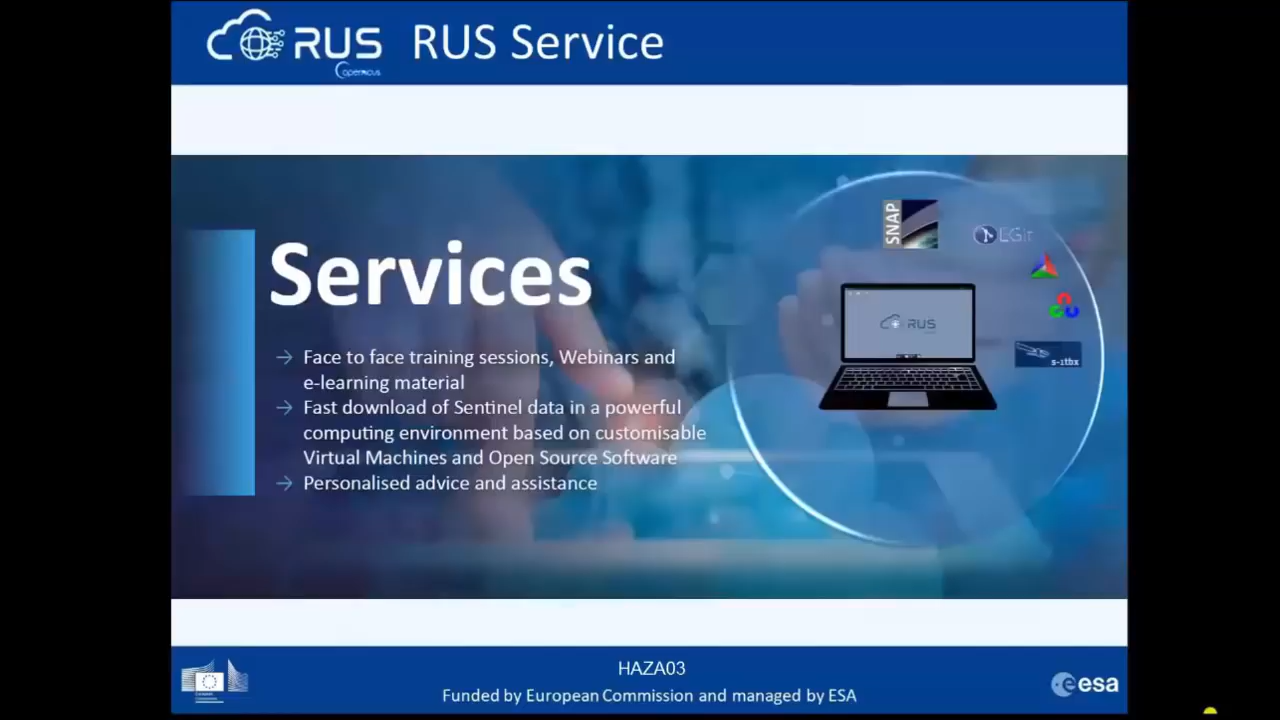 RUS
Copernicus
RUS Service
SNAP
EGit
Services
RUS
→ Face to face training sessions, Webinars and
e-learning material
s-1tbx
→ Fast download of Sentinel data in a powerful
computing environment based on customisable
Virtual Machines and Open Source Software
→ Personalised advice and assistance
HAZA03
Funded by European Commission and managed by ESA
esa